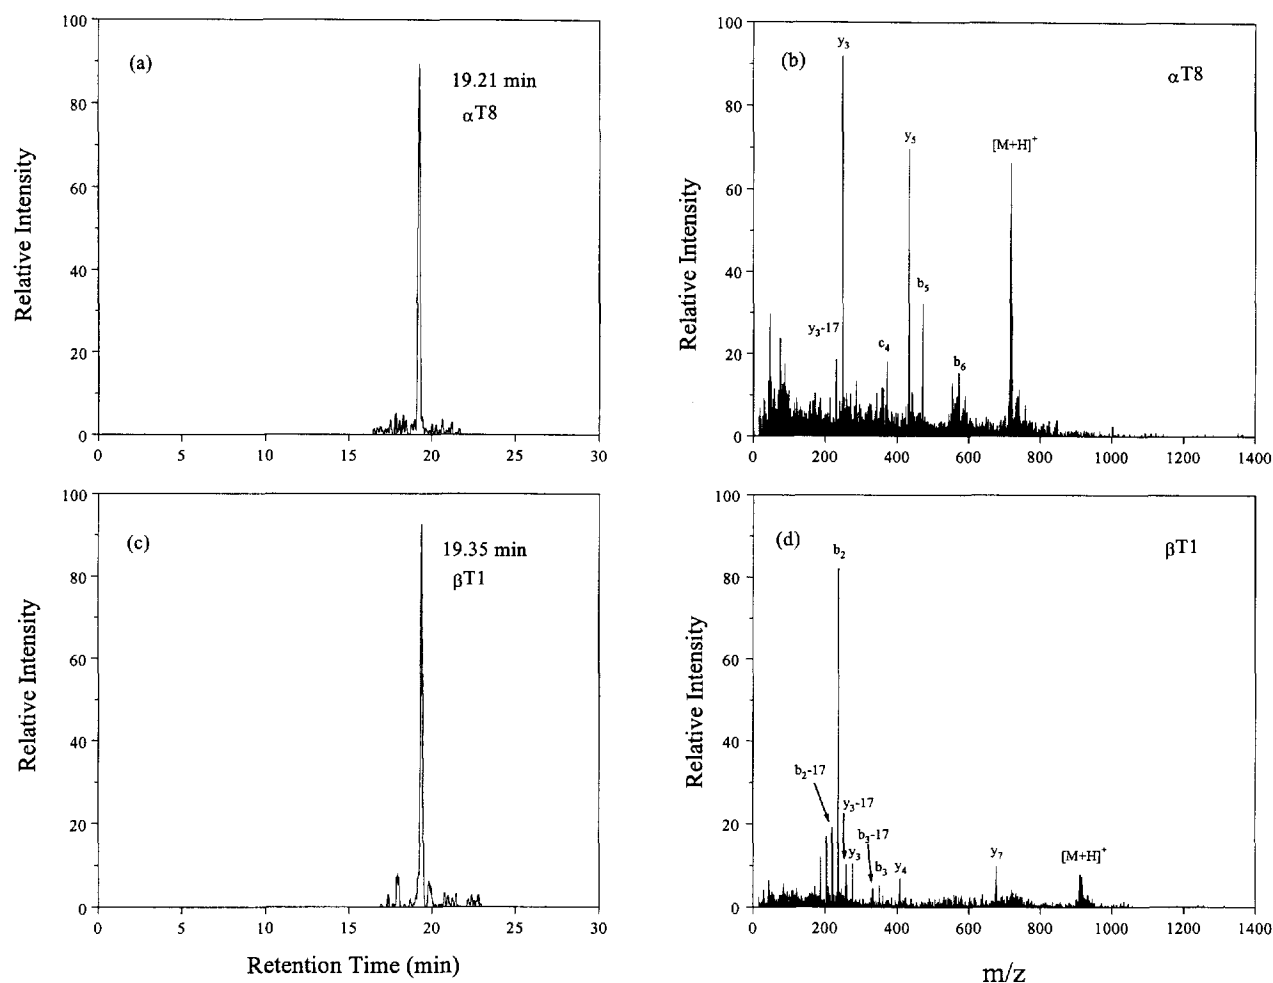 (a)
19.21 min
αT8
Relative Intensity
100
80
60
40
20
0
0 5 10 15 20 25 30
(b)
αT8
y3
y5
[M+H]+
b5
y3-17
c4
b6
Relative Intensity
100
80
60
40
20
0
0 200 400 600 800 1000 1200 1400
(c)
19.35 min
βT1
Relative Intensity
100
80
60
40
20
0
0 5 10 15 20 25 30
Retention Time (min)
(d)
βT1
b2
b2-17
y3-17
b3-17
y3
b3
y4
y7
[M+H]+
Relative Intensity
100
80
60
40
20
0
0 200 400 600 800 1000 1200 1400
m/z